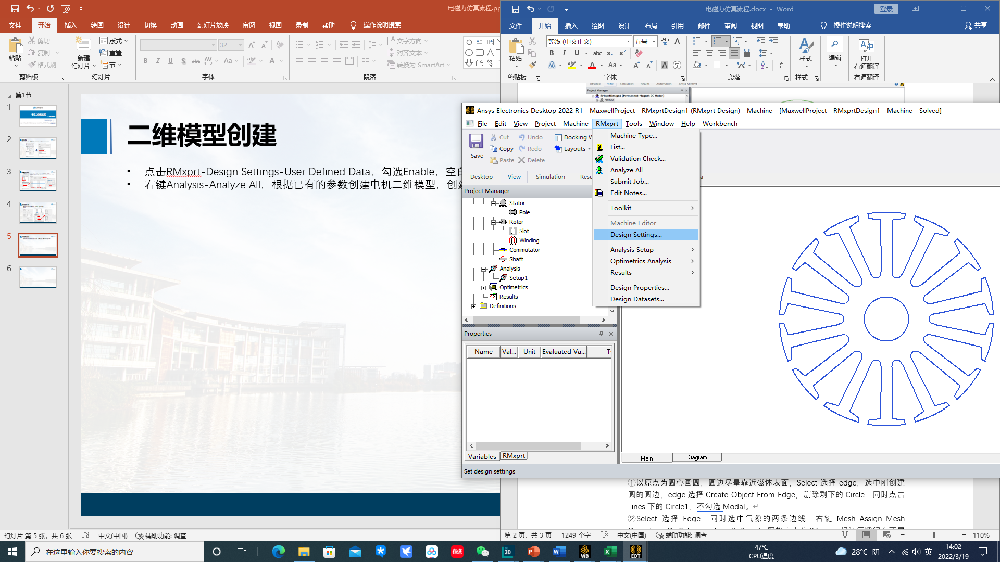 电磁力仿真流程.pp
文件
开始
插入
绘图
设计
切换
动画
幻灯片放映
审阅
视图
录制
帮助
操作说明搜索
粘贴
剪切
复制
格式刷
剪贴板
新建
幻灯片
版式
重置
节
幻灯片
32
字体
文字方向
对齐文本
转换为 SmartArt
段落
第1节
1
2
3
4
5
6
二维模型创建
• 点击RMxprt-Design Settings-User Defined Data，勾选Enable，空白
• 右键Analysis-Analyze All，根据已有的参数创建电机二维模型，创建
幻灯片 第 5 张，共 6 张
中文(中国)
辅助功能: 调查
电磁力仿真流程.docx - Word
登录
文件
开始
插入
绘图
设计
布局
引用
邮件
审阅
视图
帮助
操作说明搜索
共享
粘贴
剪贴板
等线 (中文正文)
五号
字体
段落
样式
样式
编辑
打开
有道翻译
有道翻译
Project Manager
RMxprtDesign1 (Permanent-Magnet DC Motor)
Machine
Ansys Electronics Desktop 2022 R1 - MaxwellProject - RMxprtDesign1 (RMxprt Design) - Machine - [MaxwellProject - RMxprtDesign1 - Machine - Solved]
File
Edit
View
Project
Machine
RMxprt
Tools
Window
Help
Workbench
Save
Cut
Copy
Paste
Undo
Redo
Delete
Docking W
Layouts
Desktop
View
Simulation
Resu
a
Machine Type...
List...
Validation Check...
Analyze All
Submit Job...
Edit Notes...
Toolkit
Machine Editor
Design Settings...
Analysis Setup
Optimetrics Analysis
Results
Design Properties...
Design Datasets...
Project Manager
Stator
Pole
Rotor
Slot
Winding
Commutator
Shaft
Analysis
Setup1
Optimetrics
Results
Definitions
Properties
Name
Val...
Unit
Evaluated Va...
Ty
Variables
RMxprt
Main
Diagram
Set design settings
①以原点为圆心画圆，圆边尽量靠近磁体表面，Select 选择 edge，选中刚创建
圆的圆边，edge 选择 Create Object From Edge，删除剩下的 Circle，同时点击
Lines 下的 Circle1，不勾选 Modal。
②Select 选择 Edge，同时选中气隙的两条边线，右键 Mesh-Assign Mesh
第 2 页，共 3 页
1249 个字
中文(中国)
辅助功能: 调查
110%
在这里输入你要搜索的内容
47℃
CPU温度
28°C 阴
英
14:02
2022/3/19